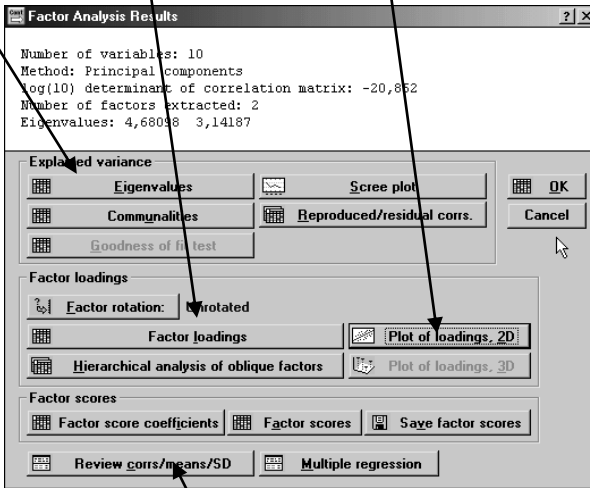 Factor Analysis Results
Number of variables: 10
Method: Principal components
log(10) determinant of correlation matrix: -20,852
Number of factors extracted: 2
Eigenvalues: 4,68098 3,14187
Explained variance
Eigenvalues
Scree plot
OK
Communalities
Reproduced/residual corrs.
Cancel
Goodness of fit test
Factor loadings
Factor rotation: Unrotated
Factor loadings
Plot of loadings, 2D
Hierarchical analysis of oblique factors
Plot of loadings, 3D
Factor scores
Factor score coefficients
Factor scores
Save factor scores
Review corrs/means/SD
Multiple regression